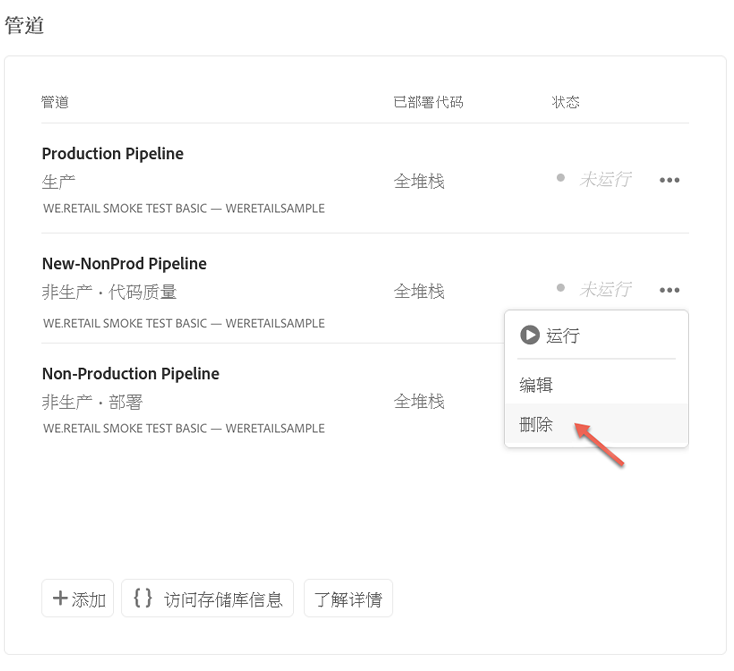 管道
管道 已部署代码 状态
Production Pipeline
生产 全堆栈 未运行
WE.RETAIL SMOKE TEST BASIC — WERETAILSAMPLE
New-NonProd Pipeline
非生产 · 代码质量 全堆栈 未运行
WE.RETAIL SMOKE TEST BASIC — WERETAILSAMPLE
运行
Non-Production Pipeline
编辑
非生产 · 部署 全堆栈
删除
WE.RETAIL SMOKE TEST BASIC — WERETAILSAMPLE
+添加 {} 访问存储库信息 了解详情